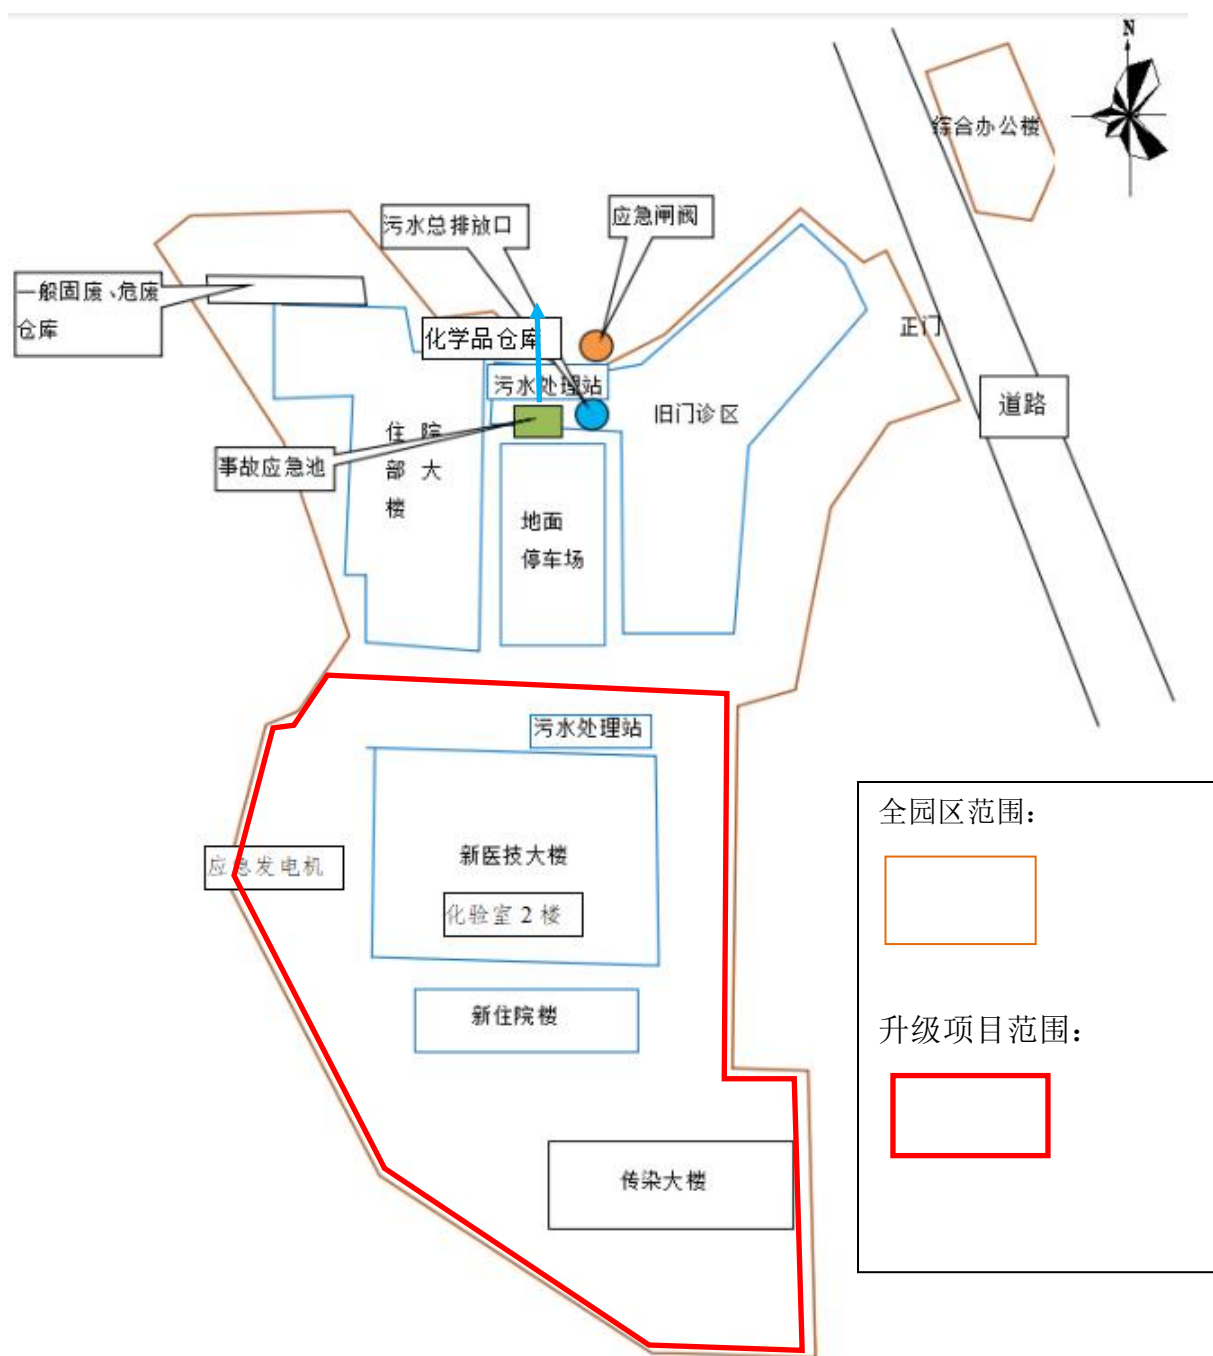 N
综合办公楼
污水总排放口
应急闸阀
一般固废、危废
仓库
化学品仓库
正门
污水处理站
道路
旧门诊区
住院
部大
楼
事故应急池
地面
停车场
污水处理站
全园区范围：
应急发电机
新医技大楼
化验室 2 楼
新住院楼
升级项目范围：
传染大楼